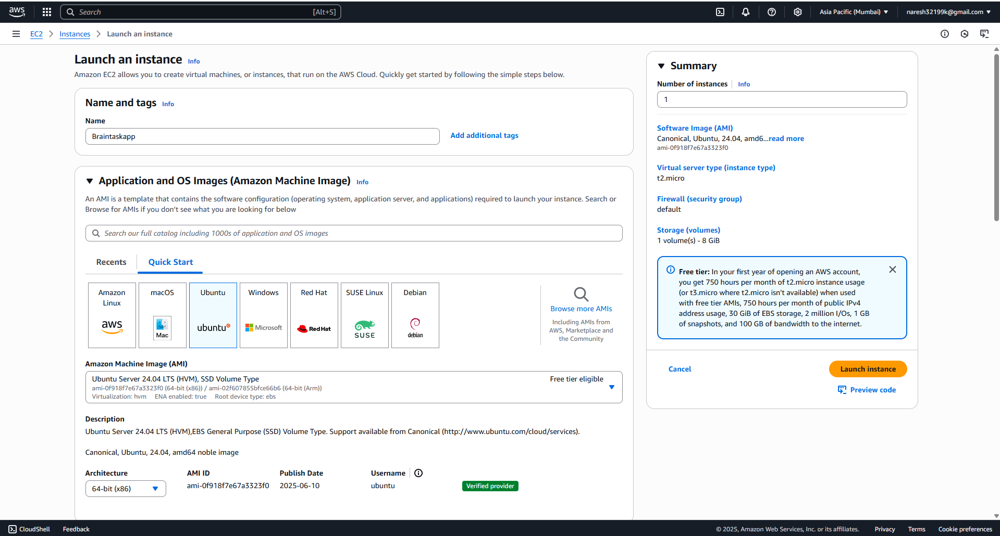 aws
Search [Alt+S]
Asia Pacific (Mumbai)
naresh32199k@gmail.com
EC2
Instances
Launch an instance
Launch an instance Info
Amazon EC2 allows you to create virtual machines, or instances, that run on the AWS Cloud. Quickly get started by following the simple steps below.
Name and tags Info
Name
Braintaskapp
Add additional tags
Application and OS Images (Amazon Machine Image) Info
An AMI is a template that contains the software configuration (operating system, application server, and applications) required to launch your instance. Search or
Browse for AMIs if you don't see what you are looking for below
Search our full catalog including 1000s of application and OS images
Recents
Quick Start
Amazon
Linux
aws
macOS
Mac
Ubuntu
ubuntu
Windows
Microsoft
Red Hat
RedHat
SUSE Linux
SUSE
Debian
debian
Browse more AMIs
Including AMIs from
AWS, Marketplace and
the Community
Amazon Machine Image (AMI)
Ubuntu Server 24.04 LTS (HVM), SSD Volume Type
Free tier eligible
ami-0f918f7e67a3323f0 (64-bit (x86)) / ami-02f607855bfce66b6 (64-bit (Arm))
Virtualization: hvm ENA enabled: true Root device type: ebs
Description
Ubuntu Server 24.04 LTS (HVM),EBS General Purpose (SSD) Volume Type. Support available from Canonical (http://www.ubuntu.com/cloud/services).
Canonical, Ubuntu, 24.04, amd64 noble image
Architecture
64-bit (x86)
AMI ID
ami-0f918f7e67a3323f0
Publish Date
2025-06-10
Username
ubuntu
Verified provider
Summary
Number of instances Info
1
Software Image (AMI)
Canonical, Ubuntu, 24.04, amd6...read more
ami-0f918f7e67a3323f0
Virtual server type (instance type)
t2.micro
Firewall (security group)
default
Storage (volumes)
1 volume(s) - 8 GiB
Free tier: In your first year of opening an AWS account,
you get 750 hours per month of t2.micro instance usage
(or t3.micro where t2.micro isn't available) when used
with free tier AMIs, 750 hours per month of public IPv4
address usage, 30 GiB of EBS storage, 2 million I/Os, 1 GB
of snapshots, and 100 GB of bandwidth to the internet.
Cancel
Launch instance
Preview code
CloudShell
Feedback
© 2025, Amazon Web Services, Inc. or its affiliates.
Privacy
Terms
Cookie preferences